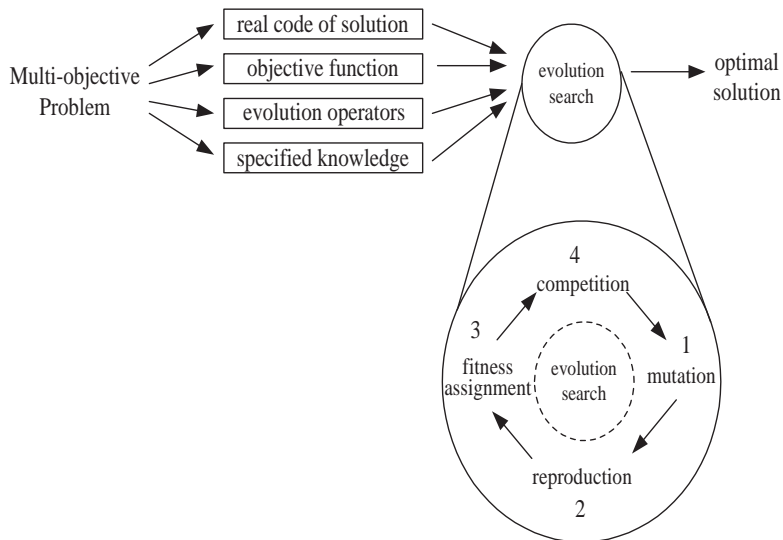 real code of solution
objective function
evolution operators
specified knowledge
Multi-objective
Problem
evolution
search
optimal
solution
4
competition
3
fitness
assignment
evolution
search
1
mutation
reproduction
2